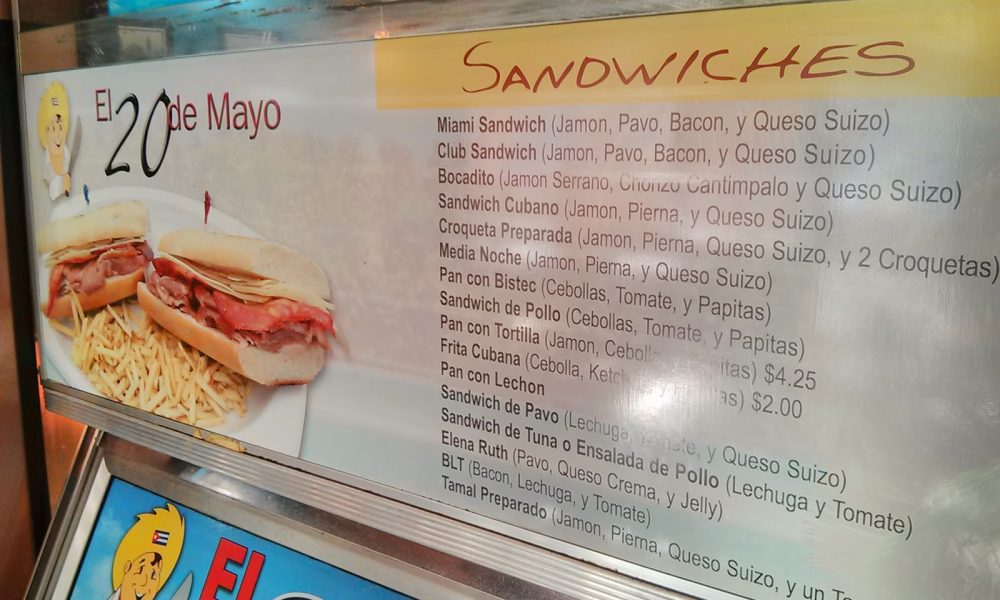 El 20 de Mayo
SANDWICHES
Miami Sandwich (Jamon, Pavo, Bacon, y Queso Suizo)
Club Sandwich (Jamon, Pavo, Bacon, y Queso Suizo)
Bocadito (Jamon Serrano, Chorizo Cantimpalo y Queso Suizo)
Sandwich Cubano (Jamon, Pierna, y Queso Suizo)
Croqueta Preparada (Jamon, Pierna, Queso Suizo, y 2 Croquetas)
Media Noche (Jamon, Pierna, y Queso Suizo)
Pan con Bistec (Cebollas, Tomate, y Papitas)
Sandwich de Pollo (Cebollas, Tomate, y Papitas)
Pan con Tortilla (Jamon, $4.25
Frita Cubana (Cebolla, $2.00
Pan con Lechon
Sandwich de Pavo (Lechuga, y Queso Suizo)
Sandwich de Tuna o Ensalada de Pollo (Lechuga y Tomate)
Elena Ruth (Pavo, Queso Crema, y Jelly)
BLT (Bacon, Lechuga, y Tomate)
Tamal Preparado (Jamon, Pierna, Queso Suizo, y un
El